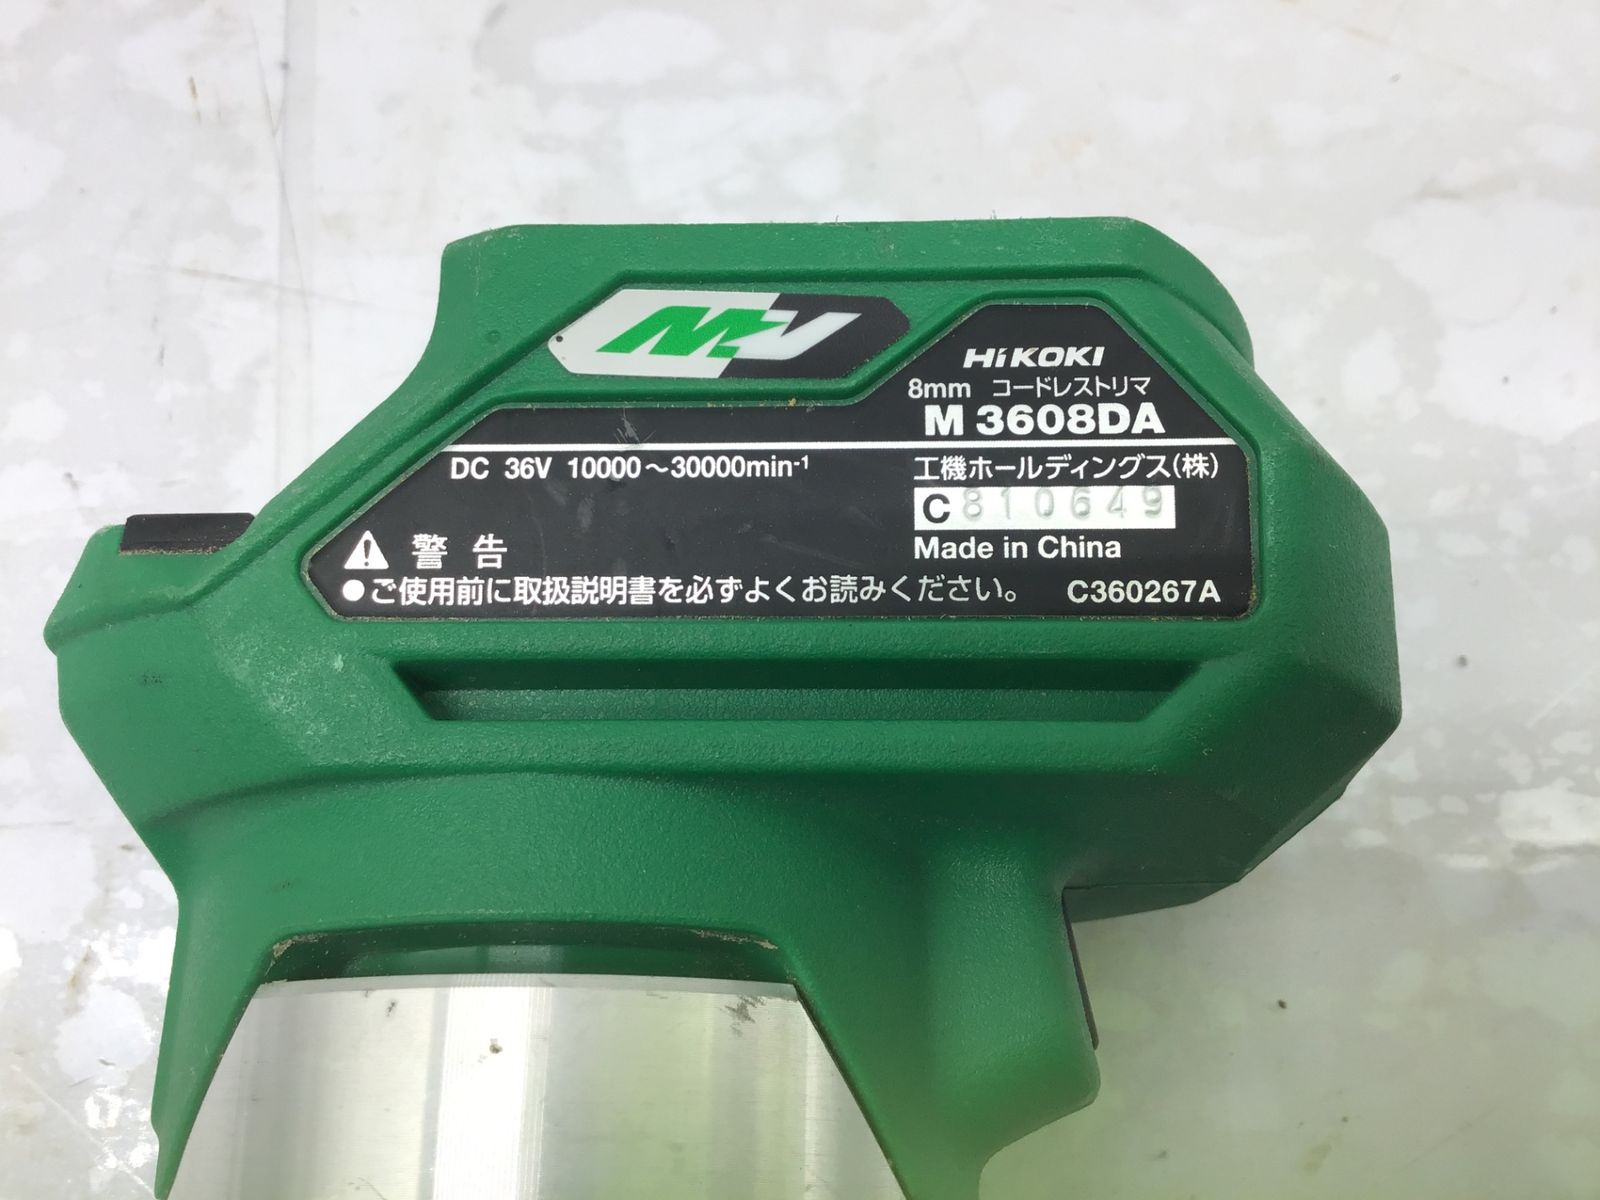 MV
HiKOKI
8mm コードレストリマ
M 3608DA
DC 36V 10000～30000min-1
工機ホールディングス(株)
C 810649
Made in China
警告
●ご使用前に取扱説明書を必ずよくお読みください。
C360267A